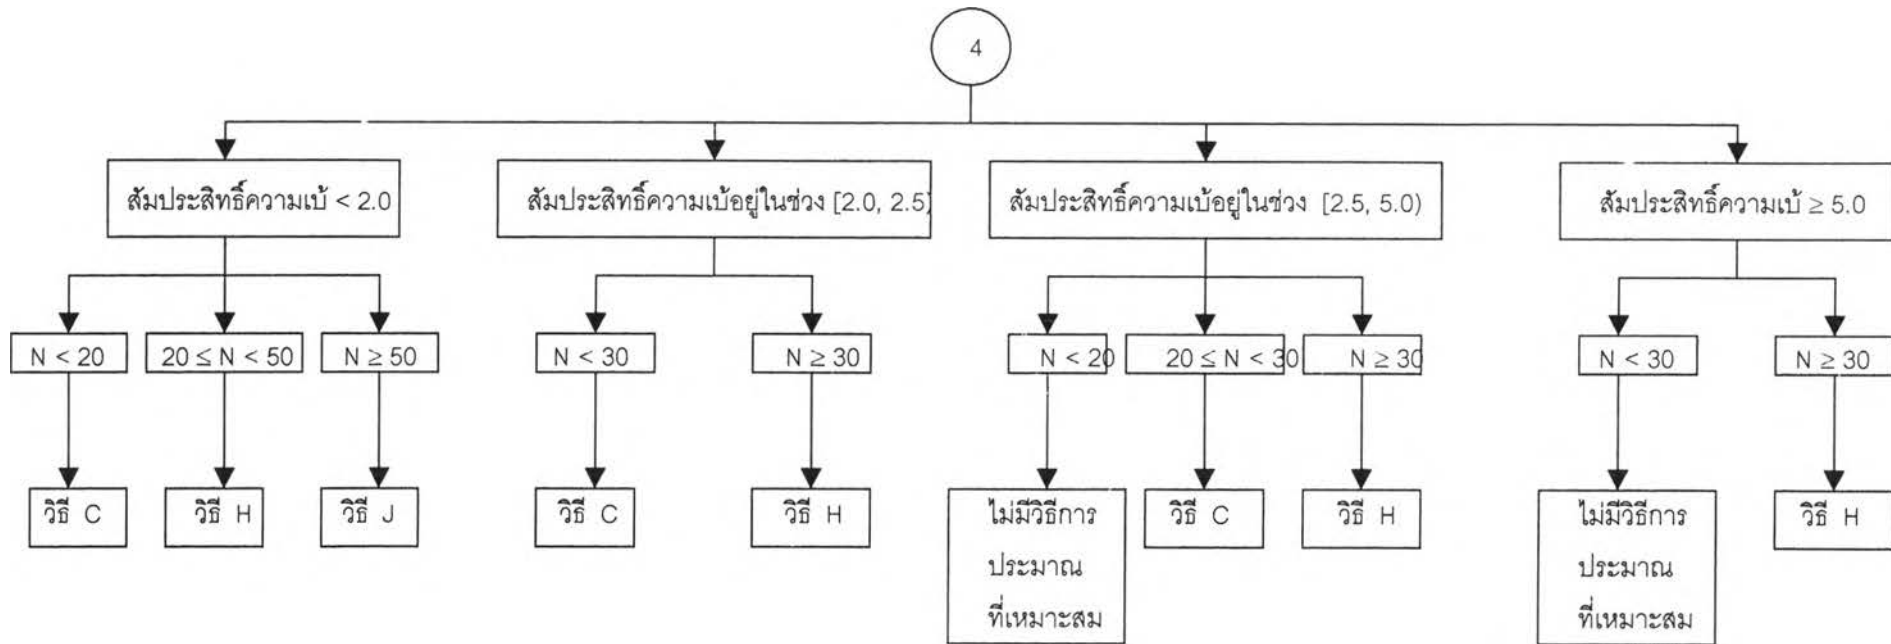 4
สัมประสิทธิ์ความเบ้ < 2.0
สัมประสิทธิ์ความเบ้อยู่ในช่วง [2.0, 2.5)
สัมประสิทธิ์ความเบ้อยู่ในช่วง [2.5, 5.0)
สัมประสิทธิ์ความเบ้ ≥ 5.0
N < 20
20 ≤ N < 50
N ≥ 50
N < 30
N ≥ 30
N < 20
20 ≤ N < 30
N ≥ 30
N < 30
N ≥ 30
วิธี C
วิธี H
วิธี J
วิธี C
วิธี H
ไม่มีวิธีการ
ประมาณ
ที่เหมาะสม
วิธี C
วิธี H
ไม่มีวิธีการ
ประมาณ
ที่เหมาะสม
วิธี H